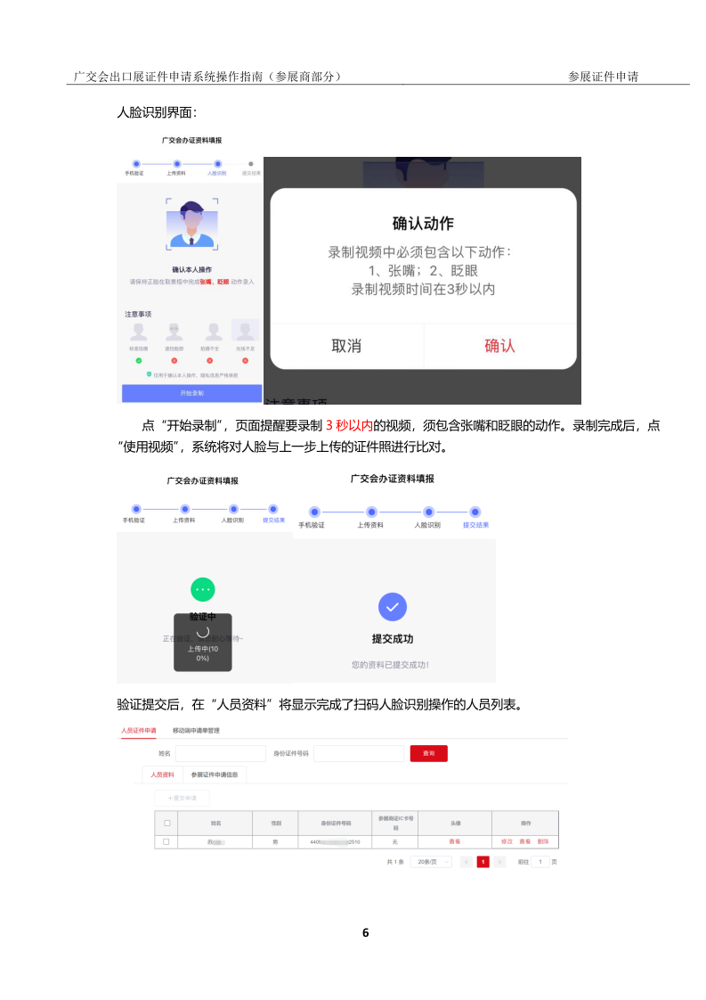 广交会出口展证件申请系统操作指南（参展商部分） 参展证件申请
人脸识别界面：
广交会办证资料填报
手机验证 上传资料 人脸识别 提交结果
确认本人操作
请保持正脸在取景框中完成张嘴、眨眼 动作录入
注意事项
标准拍摄 遮挡脸部 拍摄不全 光线不足
仅用于确认本人操作，隐私信息严格保密
开始录制
确认动作
录制视频中必须包含以下动作：
1、张嘴；2、眨眼
录制视频时间在3秒以内
取消 确认
注意事项
点“开始录制”，页面提醒要录制 3 秒以内的视频，须包含张嘴和眨眼的动作。录制完成后，点
“使用视频”，系统将对人脸与上一步上传的证件照进行比对。
广交会办证资料填报
手机验证 上传资料 人脸识别 提交结果
验证中
上传中(10
0%)
广交会办证资料填报
手机验证 上传资料 人脸识别 提交结果
提交成功
您的资料已提交成功！
验证提交后，在“人员资料”将显示完成了扫码人脸识别操作的人员列表。
人员证件申请 移动端申请单管理
姓名 身份证件号码 查询
人员资料 参展证件申请信息
＋提交申请
姓名 性别 身份证件号码 参展商证IC卡号码 头像 操作
男 440 2510 无 查看 修改 查看 删除
共 1 条 20条/页 < 1 > 前往 1 页
6